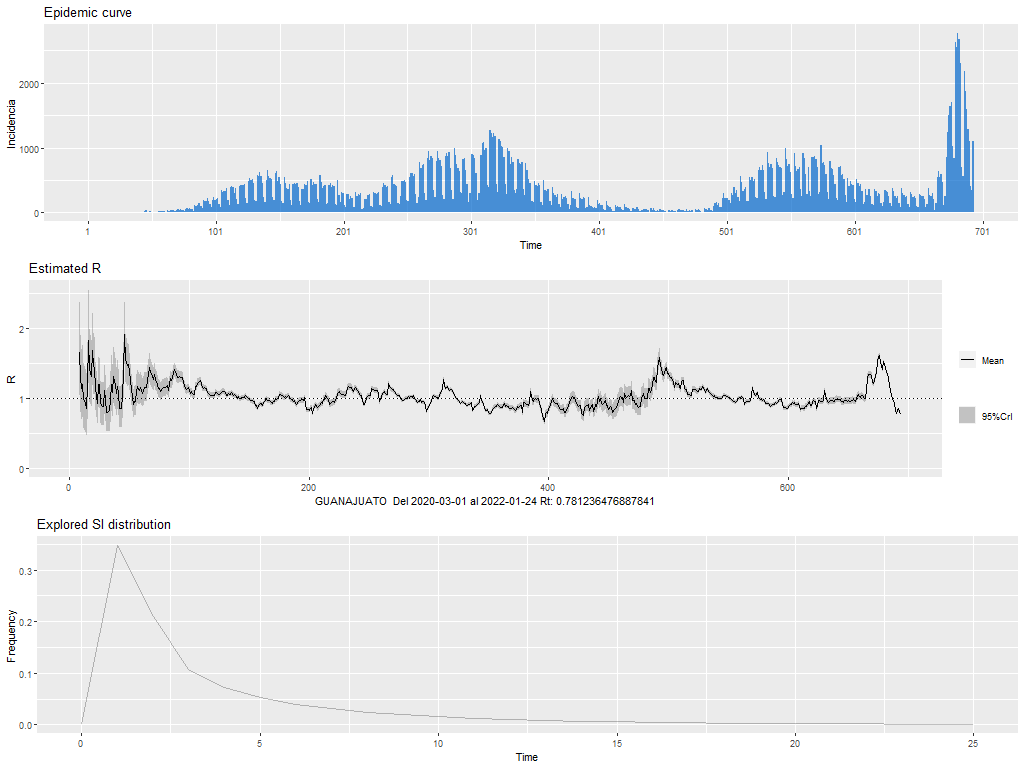 Epidemic curve
Incidencia
2000
1000
0
1 101 201 301 401 501 601 701
Time
Estimated R
R
2
1
0
Mean
95%CrI
0 200 400 600
GUANAJUATO Del 2020-03-01 al 2022-01-24 Rt: 0.781236476887841
Explored SI distribution
Frequency
0.3
0.2
0.1
0.0
0 5 10 15 20 25
Time